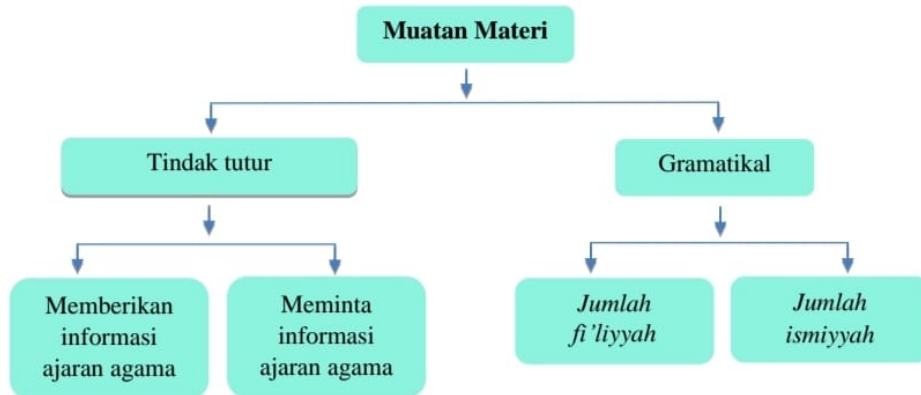 Muatan Materi
Tindak tutur
Gramatikal
Memberikan
informasi
ajaran agama
Meminta
informasi
ajaran agama
Jumlah
fi’liyyah
Jumlah
ismiyyah